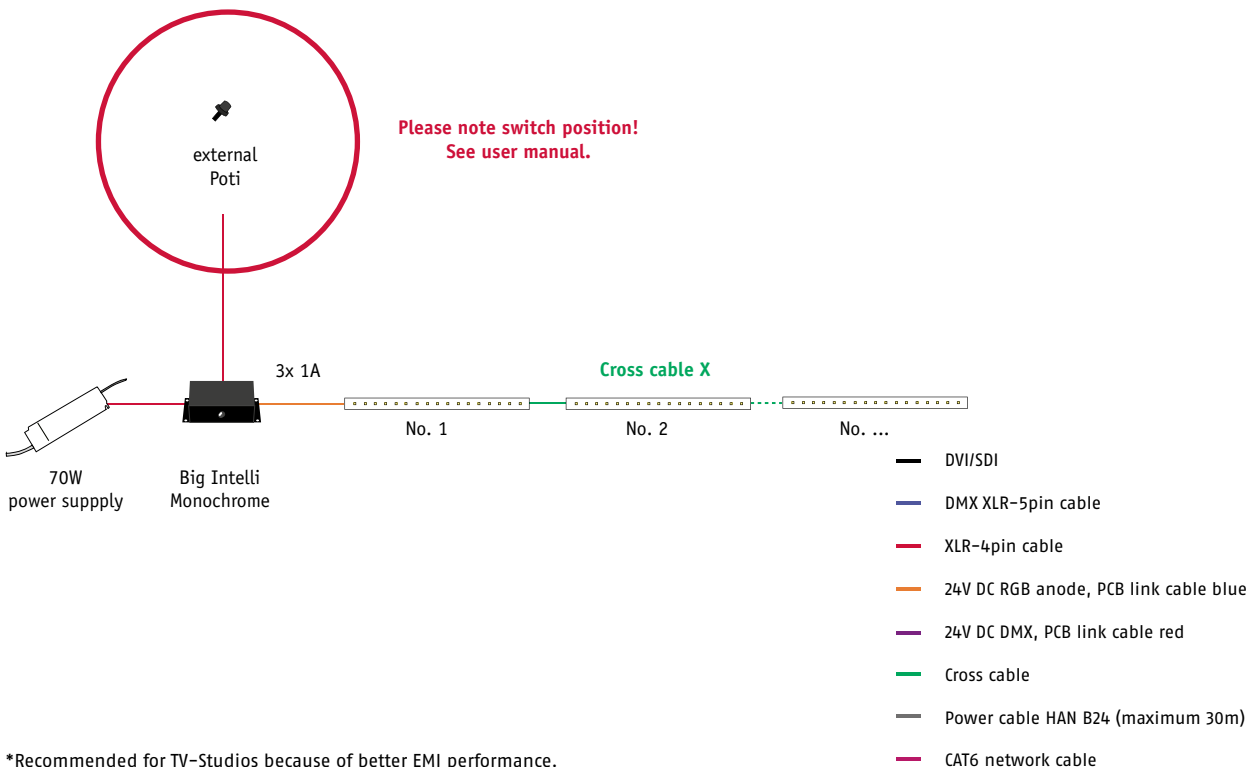 external
Poti
Please note switch position!
See user manual.
3x 1A
Cross cable X
No. 1
No. 2
No. ...
70W
power suppply
Big Intelli
Monochrome
DVI/SDI
DMX XLR-5pin cable
XLR-4pin cable
24V DC RGB anode, PCB link cable blue
24V DC DMX, PCB link cable red
Cross cable
Power cable HAN B24 (maximum 30m)
CAT6 network cable
*Recommended for TV-Studios because of better EMI performance.